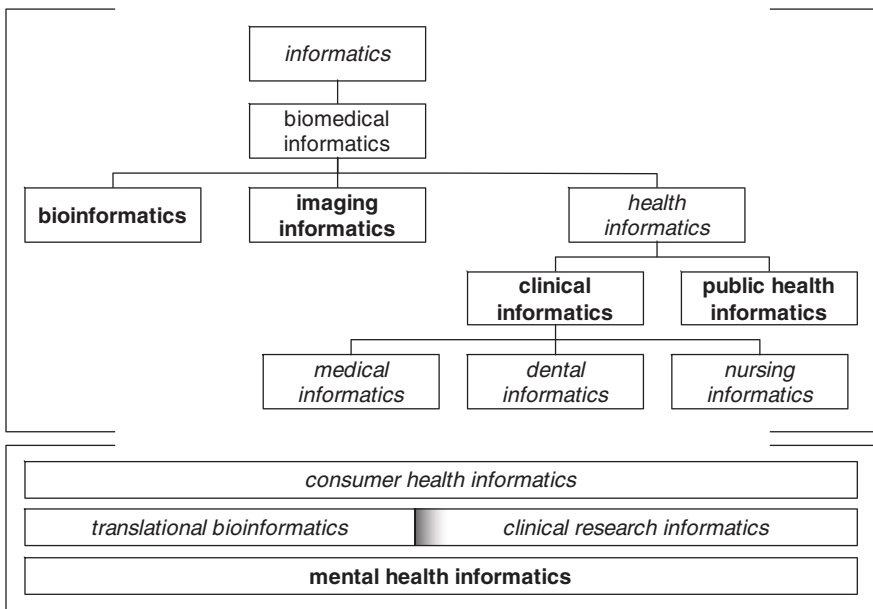 informatics
biomedical
informatics
bioinformatics
imaging
informatics
health
informatics
clinical
informatics
public health
informatics
medical
informatics
dental
informatics
nursing
informatics
consumer health informatics
translational bioinformatics
clinical research informatics
mental health informatics